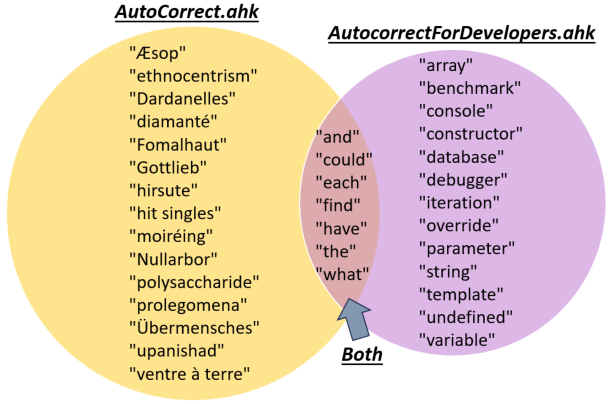 AutoCorrect.ahk
"Æsop"
"ethnocentrism"
"Dardanelles"
"diamanté"
"Fomalhaut"
"Gottlieb"
"hirsute"
"hit singles"
"moiréing"
"Nullarbor"
"polysaccharide"
"prolegomena"
"Übermensches"
"upanishad"
"ventre à terre"
"and"
"could"
"each"
"find"
"have"
"the"
"what"
Both
AutocorrectForDevelopers.ahk
"array"
"benchmark"
"console"
"constructor"
"database"
"debugger"
"iteration"
"override"
"parameter"
"string"
"template"
"undefined"
"variable"